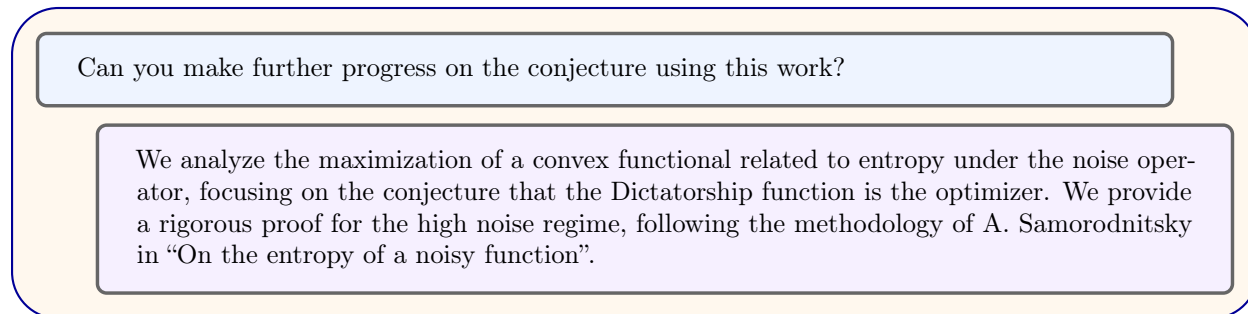 Can you make further progress on the conjecture using this work?
We analyze the maximization of a convex functional related to entropy under the noise oper-
ator, focusing on the conjecture that the Dictatorship function is the optimizer. We provide
a rigorous proof for the high noise regime, following the methodology of A. Samorodnitsky
in “On the entropy of a noisy function”.